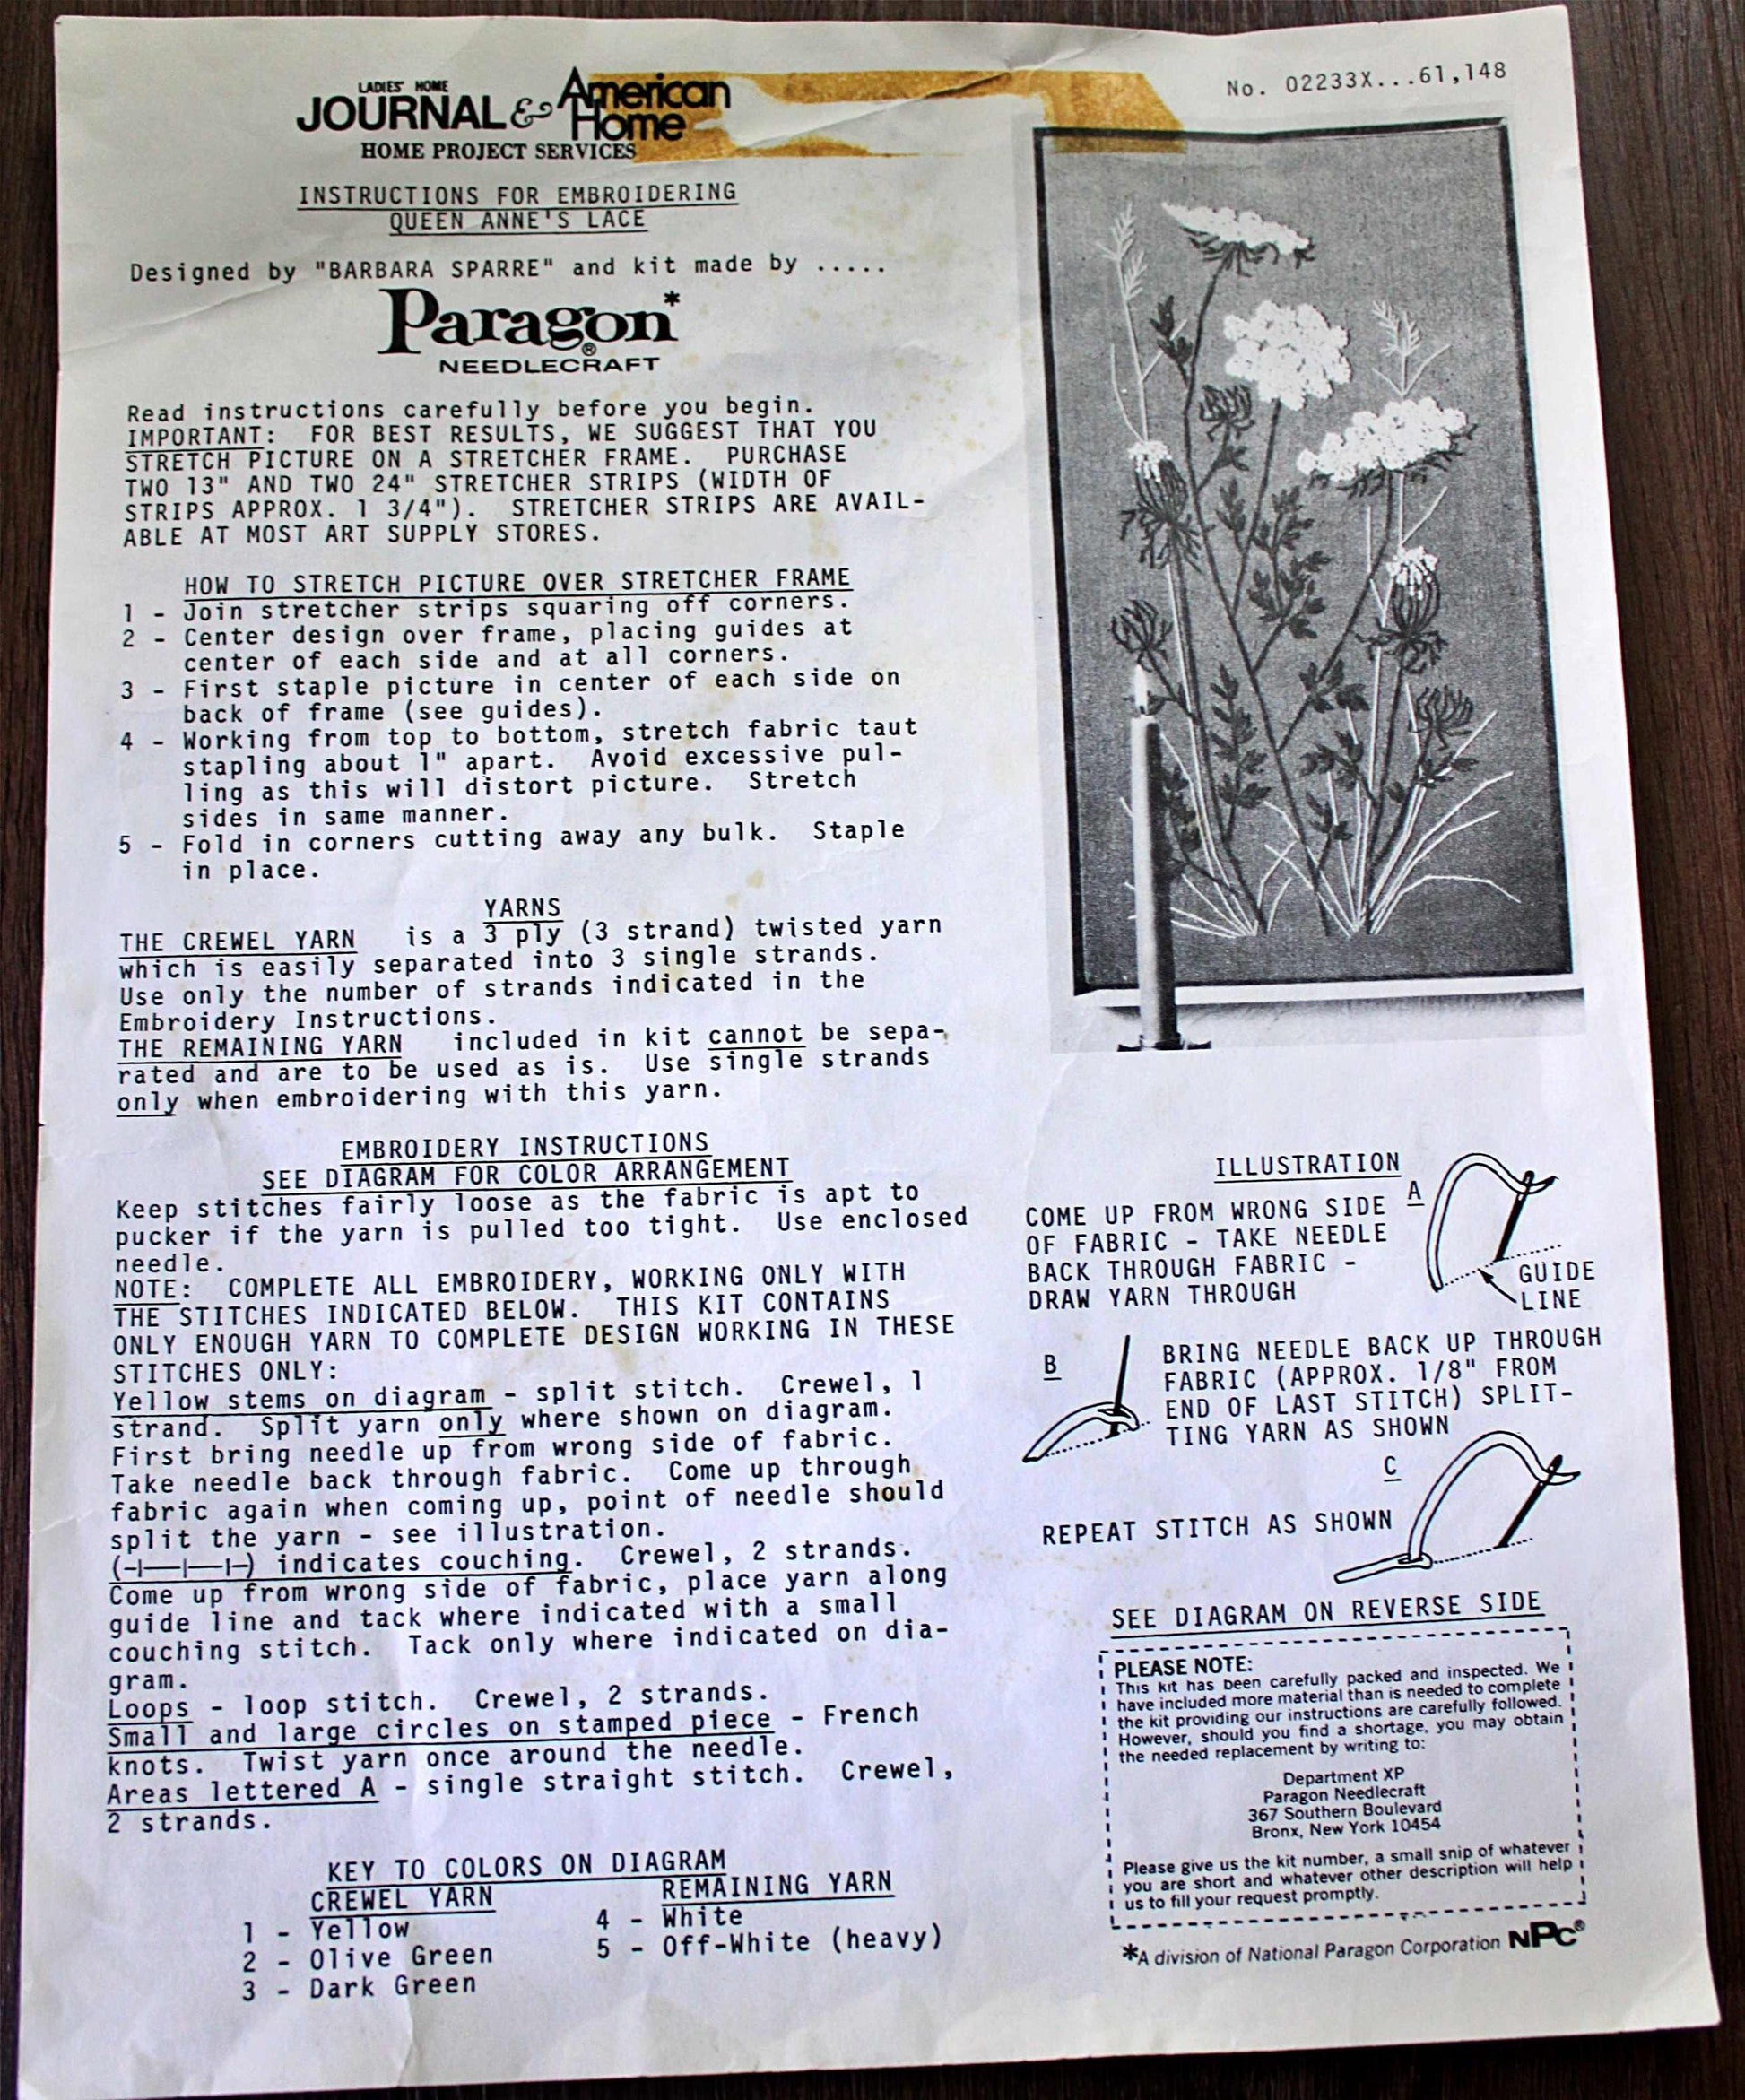 LADIES' HOME
JOURNAL & American
Home
HOME PROJECT SERVICES
No. 02233X...61,148
INSTRUCTIONS FOR EMBROIDERING
QUEEN ANNE'S LACE
Designed by "BARBARA SPARRE" and kit made by .....
Paragon*
®
NEEDLECRAFT
Read instructions carefully before you begin.
IMPORTANT: FOR BEST RESULTS, WE SUGGEST THAT YOU
STRETCH PICTURE ON A STRETCHER FRAME. PURCHASE
TWO 13" AND TWO 24" STRETCHER STRIPS (WIDTH OF
STRIPS APPROX. 1 3/4"). STRETCHER STRIPS ARE AVAIL-
ABLE AT MOST ART SUPPLY STORES.
HOW TO STRETCH PICTURE OVER STRETCHER FRAME
1 - Join stretcher strips squaring off corners.
2 - Center design over frame, placing guides at
center of each side and at all corners.
3 - First staple picture in center of each side on
back of frame (see guides).
4 - Working from top to bottom, stretch fabric taut
stapling about 1" apart. Avoid excessive pul-
ling as this will distort picture. Stretch
sides in same manner.
5 - Fold in corners cutting away any bulk. Staple
in place.
YARNS
THE CREWEL YARN is a 3 ply (3 strand) twisted yarn
which is easily separated into 3 single strands.
Use only the number of strands indicated in the
Embroidery Instructions.
THE REMAINING YARN included in kit cannot be sepa-
rated and are to be used as is. Use single strands
only when embroidering with this yarn.
EMBROIDERY INSTRUCTIONS
SEE DIAGRAM FOR COLOR ARRANGEMENT
Keep stitches fairly loose as the fabric is apt to
pucker if the yarn is pulled too tight. Use enclosed
needle.
NOTE: COMPLETE ALL EMBROIDERY, WORKING ONLY WITH
THE STITCHES INDICATED BELOW. THIS KIT CONTAINS
ONLY ENOUGH YARN TO COMPLETE DESIGN WORKING IN THESE
STITCHES ONLY:
Yellow stems on diagram - split stitch. Crewel, 1
strand. Split yarn only where shown on diagram.
First bring needle up from wrong side of fabric.
Take needle back through fabric. Come up through
fabric again when coming up, point of needle should
split the yarn - see illustration.
(-|—|—|-) indicates couching. Crewel, 2 strands.
Come up from wrong side of fabric, place yarn along
guide line and tack where indicated with a small
couching stitch. Tack only where indicated on dia-
gram.
Loops - loop stitch. Crewel, 2 strands.
Small and large circles on stamped piece - French
knots. Twist yarn once around the needle.
Areas lettered A - single straight stitch. Crewel,
2 strands.
KEY TO COLORS ON DIAGRAM
CREWEL YARN
1 - Yellow
2 - Olive Green
3 - Dark Green
REMAINING YARN
4 - White
5 - Off-White (heavy)
ILLUSTRATION
A
COME UP FROM WRONG SIDE
OF FABRIC - TAKE NEEDLE
BACK THROUGH FABRIC -
DRAW YARN THROUGH
GUIDE
LINE
B
BRING NEEDLE BACK UP THROUGH
FABRIC (APPROX. 1/8" FROM
END OF LAST STITCH) SPLIT-
TING YARN AS SHOWN
C
REPEAT STITCH AS SHOWN
SEE DIAGRAM ON REVERSE SIDE
PLEASE NOTE:
This kit has been carefully packed and inspected. We
have included more material than is needed to complete
the kit providing our instructions are carefully followed.
However, should you find a shortage, you may obtain
the needed replacement by writing to:
Department XP
Paragon Needlecraft
367 Southern Boulevard
Bronx, New York 10454
Please give us the kit number, a small snip of whatever
you are short and whatever other description will help
us to fill your request promptly.
*A division of National Paragon Corporation NPC®